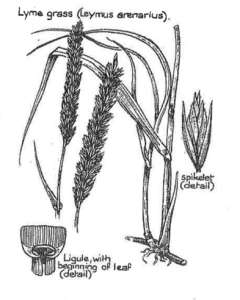 Lyme grass (Leymus arenarius).
spikelet
(detail)
Ligule, with
beginning of leaf
(detail)